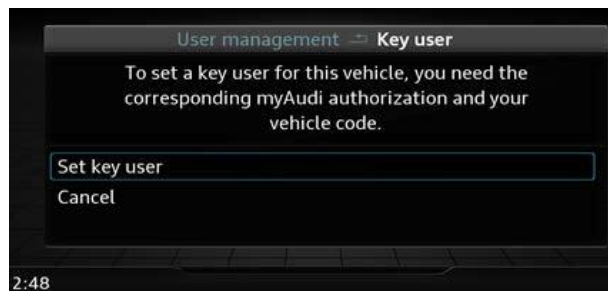 User management Key user
To set a key user for this vehicle, you need the
corresponding myAudi authorization and your
vehicle code.
Set key user
Cancel
2:48